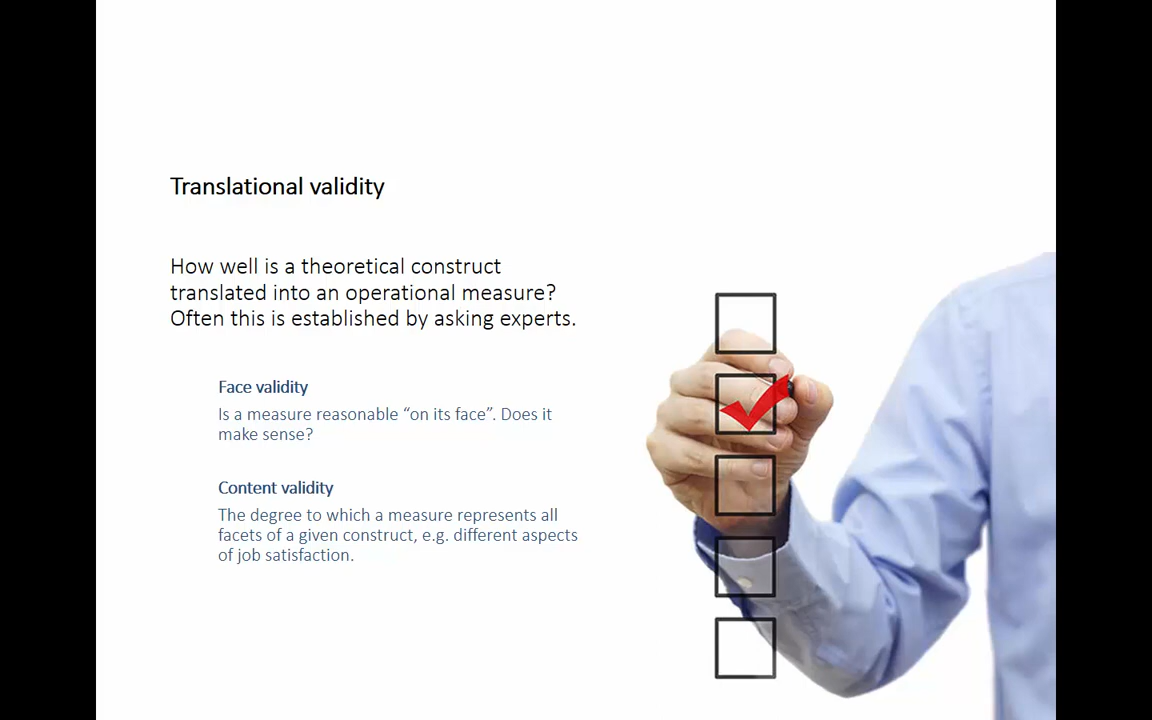 Translational validity
How well is a theoretical construct
translated into an operational measure?
Often this is established by asking experts.
Face validity
Is a measure reasonable “on its face”. Does it
make sense?
Content validity
The degree to which a measure represents all
facets of a given construct, e.g. different aspects
of job satisfaction.